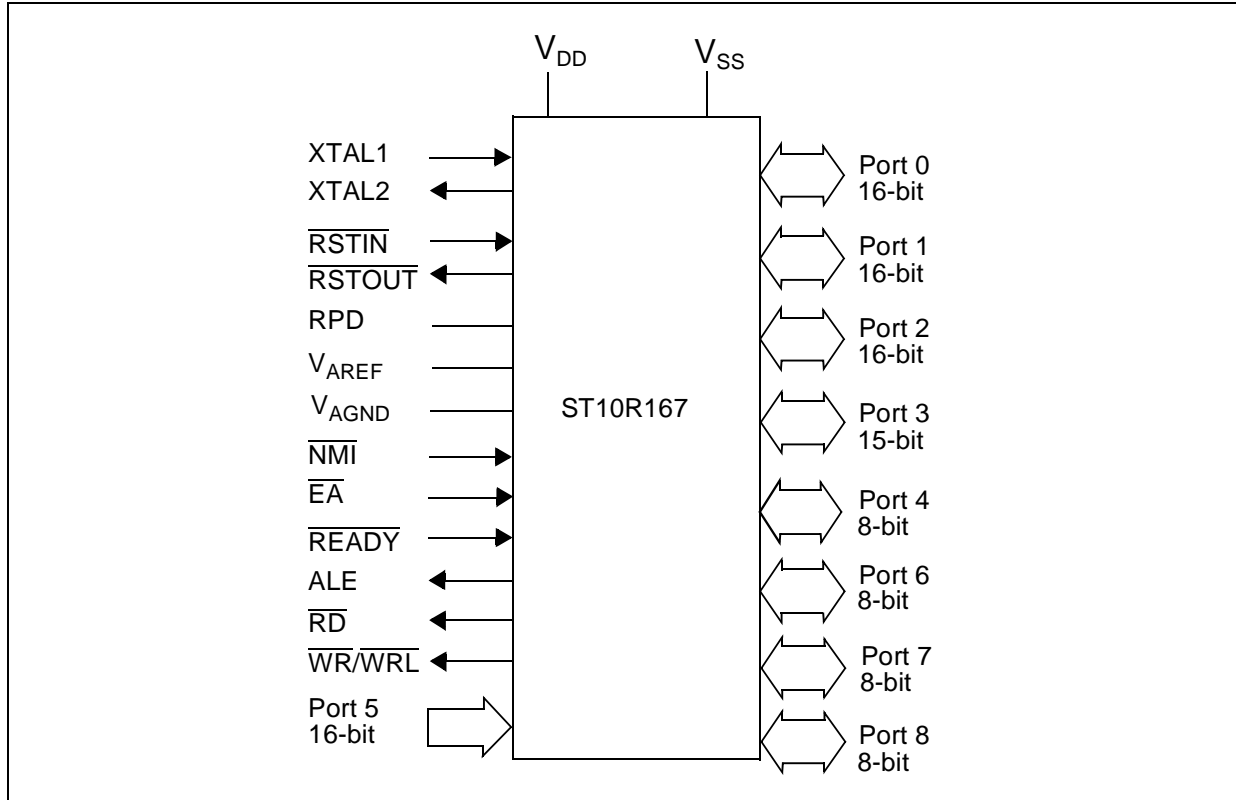 VDD
VSS
XTAL1
XTAL2
RSTIN
RSTOUT
RPD
VAREF
VAGND
NMI
EA
READY
ALE
RD
WR/WRL
Port 5
16-bit
ST10R167
Port 0
16-bit
Port 1
16-bit
Port 2
16-bit
Port 3
15-bit
Port 4
8-bit
Port 6
8-bit
Port 7
8-bit
Port 8
8-bit